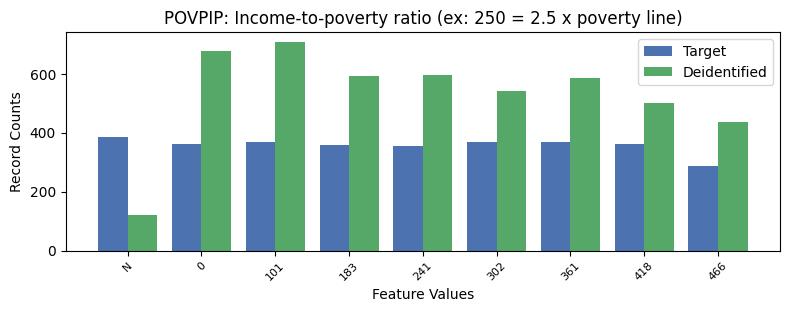 POVPIP: Income-to-poverty ratio (ex: 250 = 2.5 x poverty line)
Target
Deidentified
Record Counts
600
400
200
0
N
0
101
183
241
302
361
418
466
Feature Values